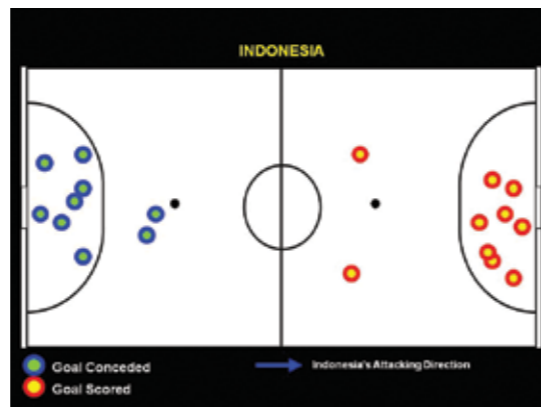 INDONESIA
Goal Conceded
Indonesia's Attacking Direction
Goal Scored